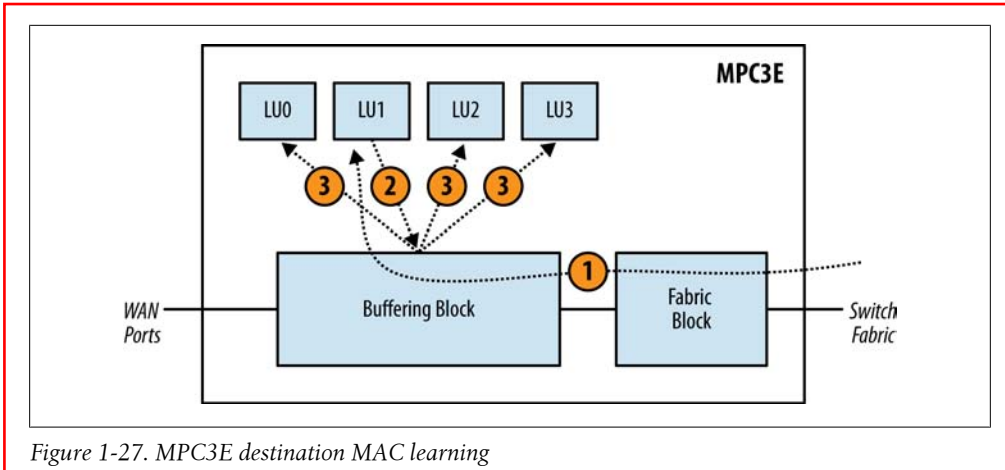 MPC3E
LU0 LU1 LU2 LU3
3 2 3 3
1
WAN
Ports
Buffering Block
Fabric
Block
Switch
Fabric
Figure 1-27. MPC3E destination MAC learning